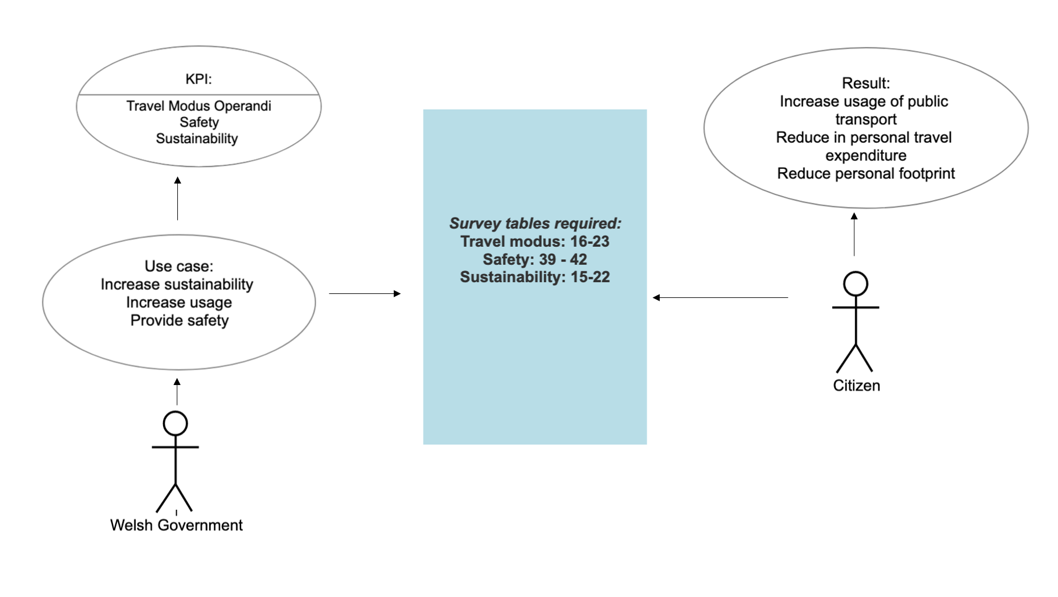 KPI:
Travel Modus Operandi
Safety
Sustainability
Use case:
Increase sustainability
Increase usage
Provide safety
Welsh Government
Survey tables required:
Travel modus: 16-23
Safety: 39 - 42
Sustainability: 15-22
Result:
Increase usage of public
transport
Reduce in personal travel
expenditure
Reduce personal footprint
Citizen